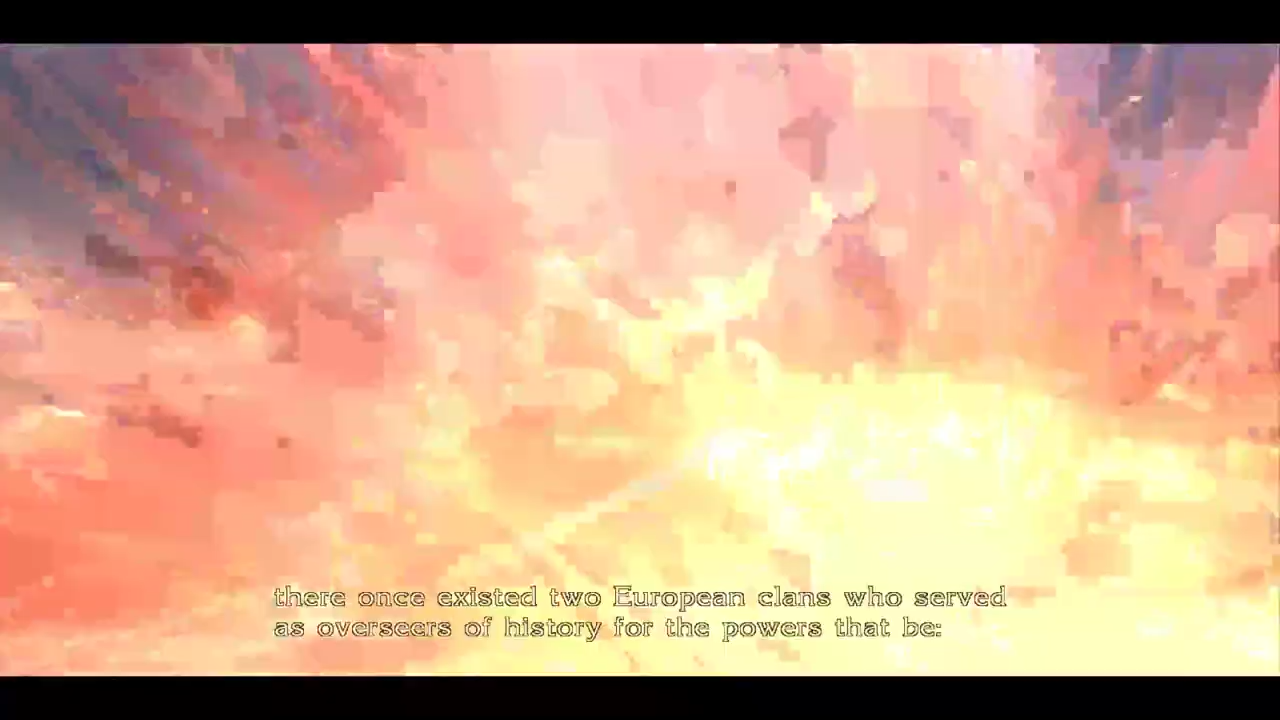 there once existed two European clans who served
as overseers of history for the powers that be: